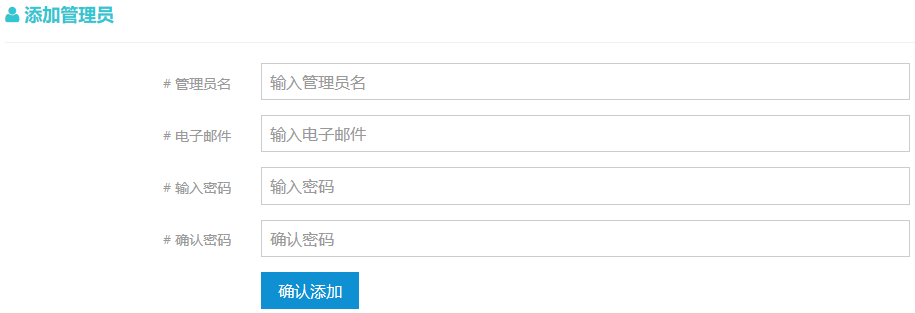 添加管理员
# 管理员名
输入管理员名
# 电子邮件
输入电子邮件
# 输入密码
输入密码
# 确认密码
确认密码
确认添加